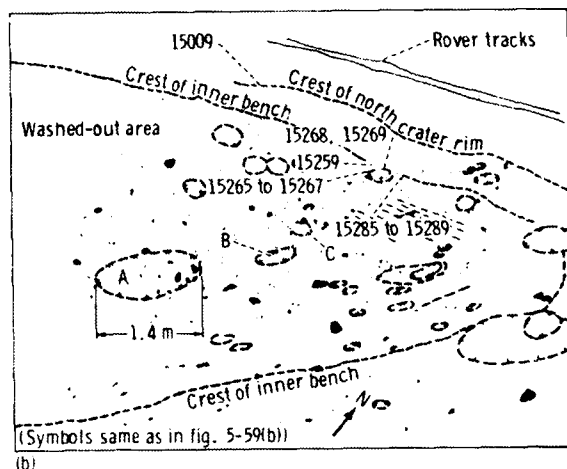 15009
Rover tracks
Crest of inner bench
Crest of north crater rim
Washed-out area
15268, 15269
15259
15265 to 15267
15285 to 15289
B
C
A
1.4 m
Crest of inner bench
N
(Symbols same as in fig. 5-59(b))
(b)